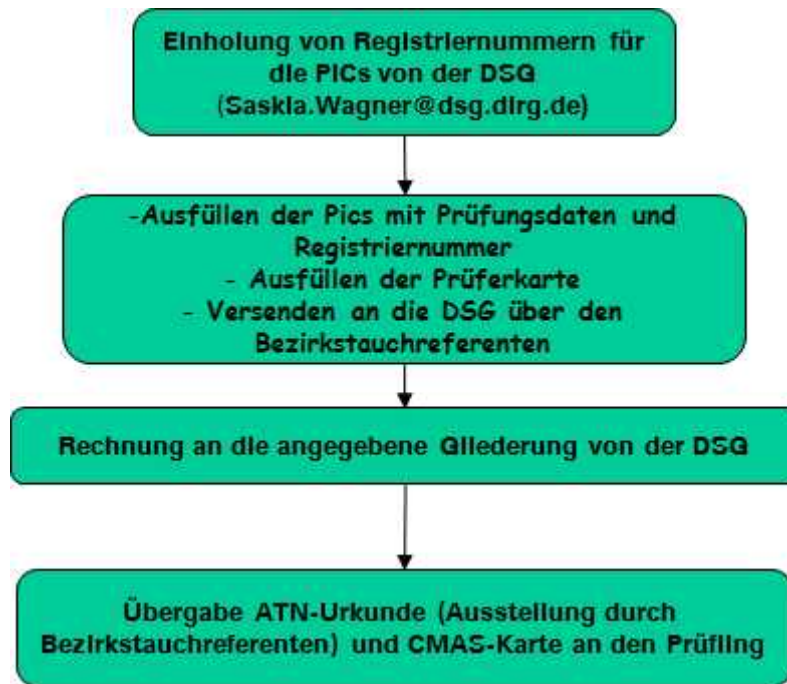 Einholung von Registriernummern für
die PICs von der DSG
(Saskia.Wagner@dsg.dlrg.de)
-Ausfüllen der Pics mit Prüfungsdaten und
Registriernummer
- Ausfüllen der Prüferkarte
- Versenden an die DSG über den
Bezirkstauchreferenten
Rechnung an die angegebene Gliederung von der DSG
Übergabe ATN-Urkunde (Ausstellung durch
Bezirkstauchreferenten) und CMAS-Karte an den Prüfling